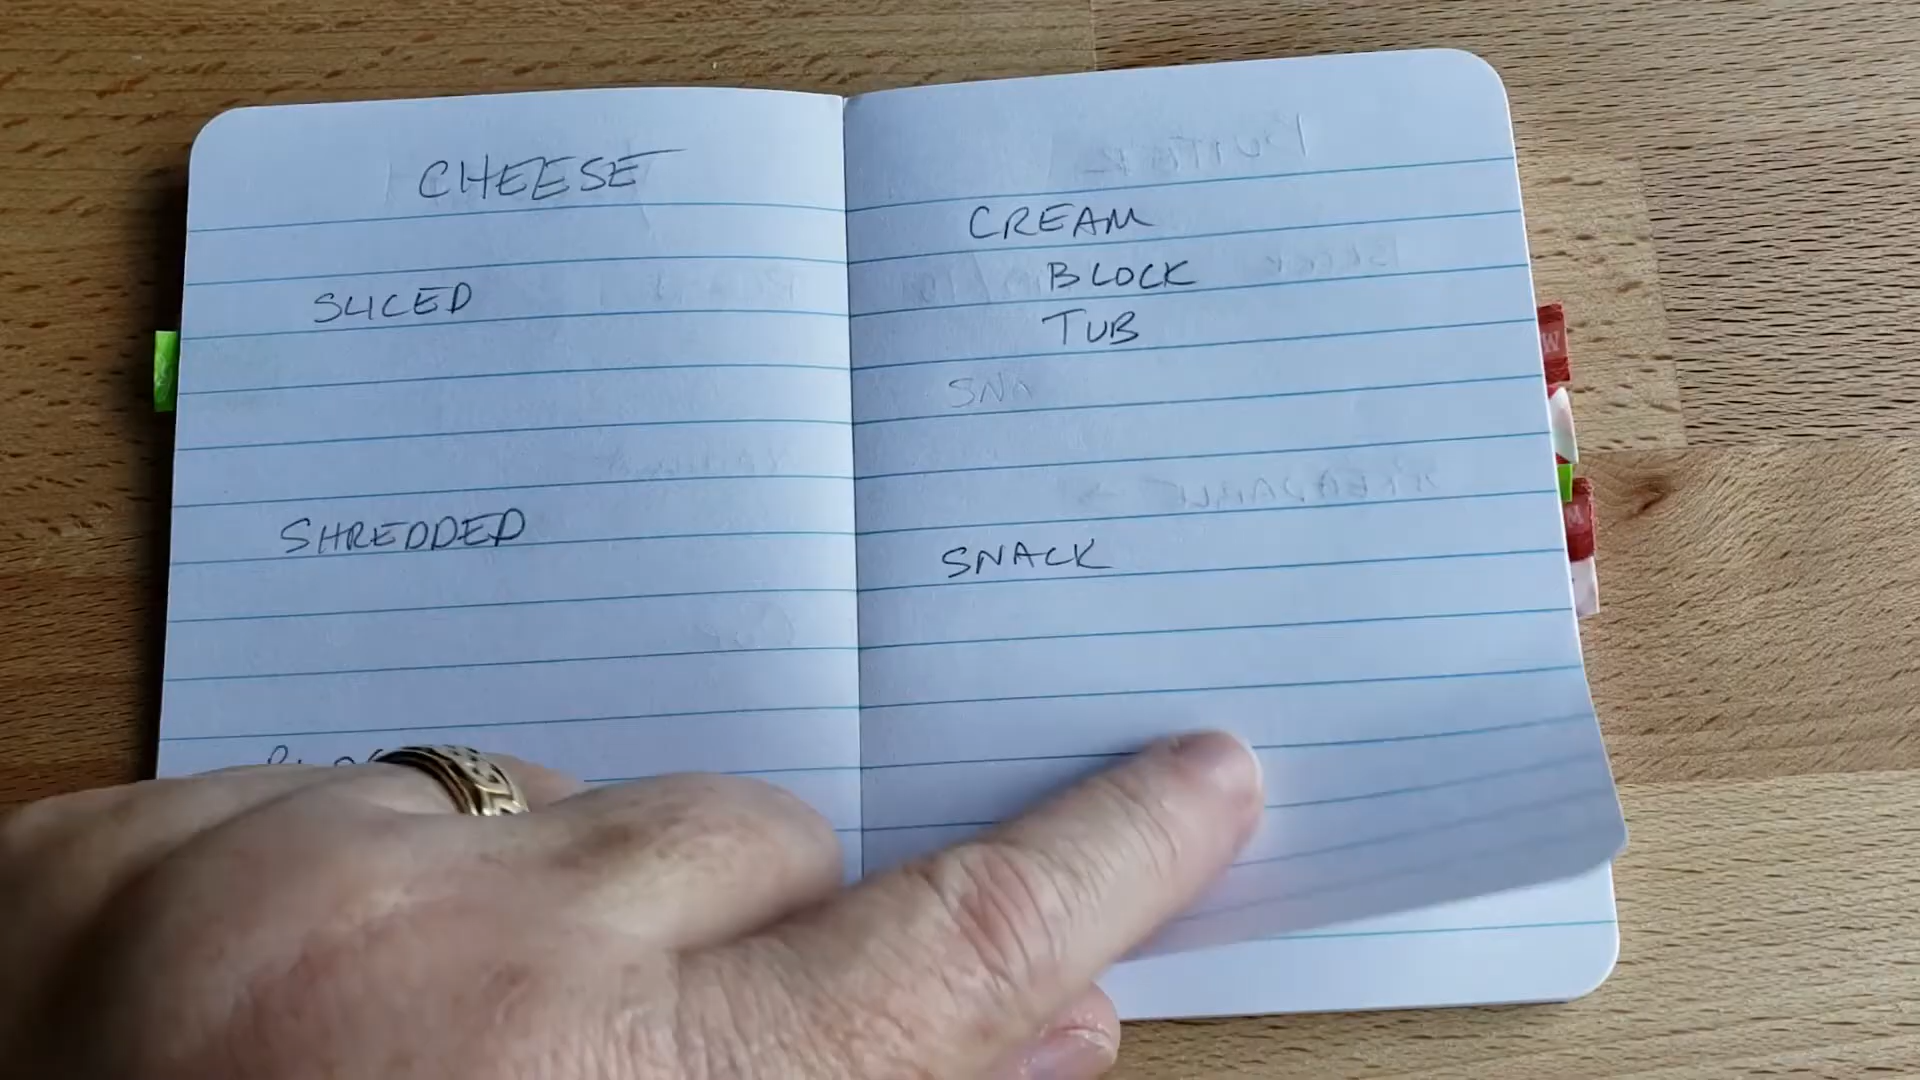 CHEESE
SLICED
SHREDDED
CREAM
BLOCK
TUB
SNA
SNACK